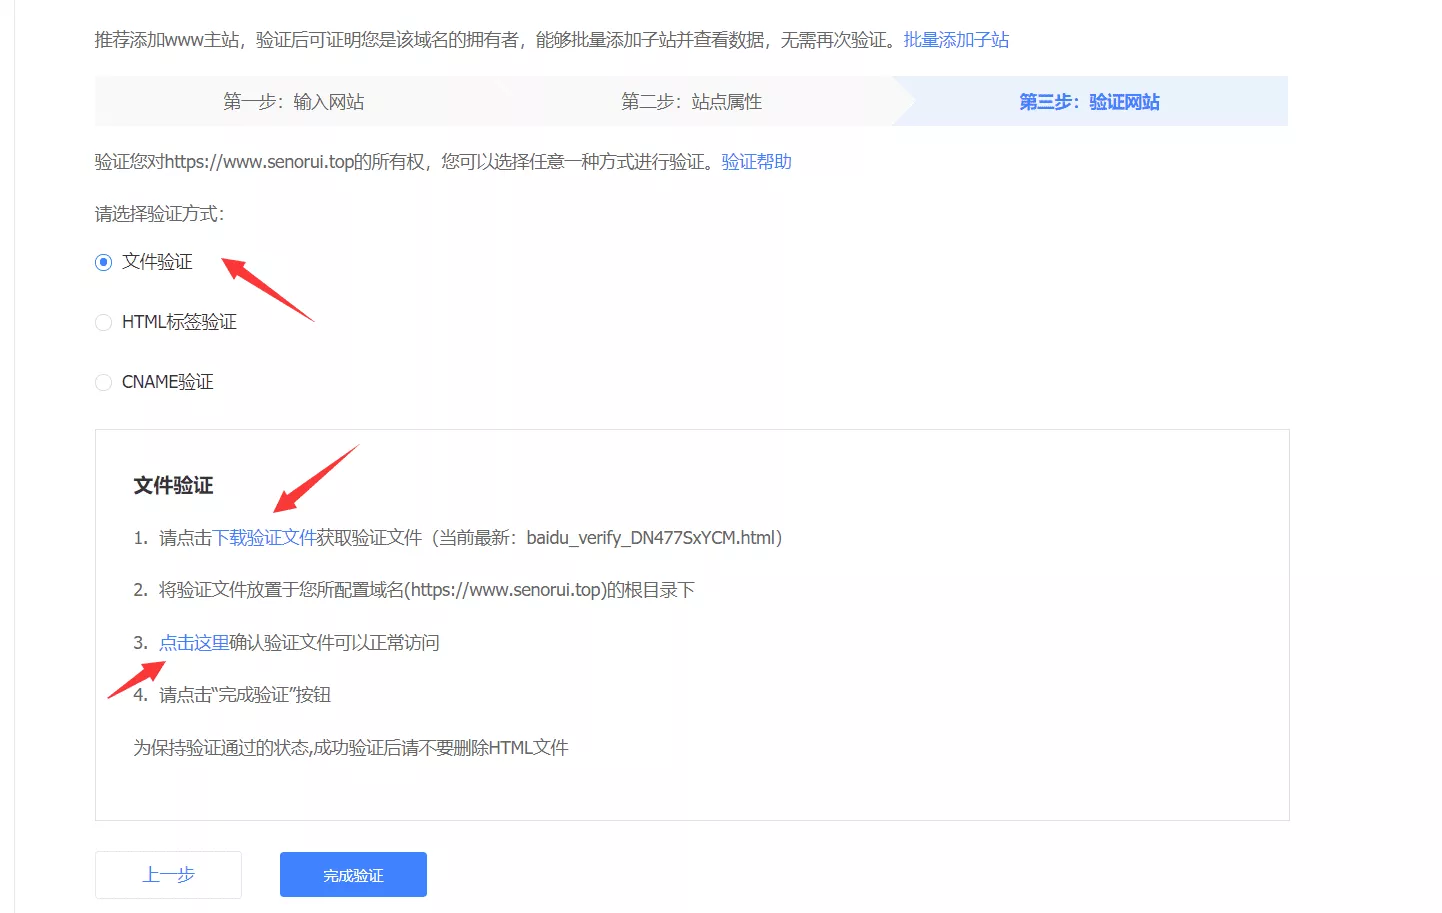 推荐添加www主站，验证后可证明您是该域名的拥有者，能够批量添加子站并查看数据，无需再次验证。批量添加子站
第一步：输入网站 第二步：站点属性 第三步：验证网站
验证您对https://www.senorui.top的所有权，您可以选择任意一种方式进行验证。验证帮助
请选择验证方式：
文件验证
HTML标签验证
CNAME验证
文件验证
1. 请点击下载验证文件获取验证文件（当前最新：baidu_verify_DN477SxYCM.html）
2. 将验证文件放置于您所配置域名(https://www.senorui.top)的根目录下
3. 点击这里确认验证文件可以正常访问
4. 请点击“完成验证”按钮
为保持验证通过的状态,成功验证后请不要删除HTML文件
上一步 完成验证